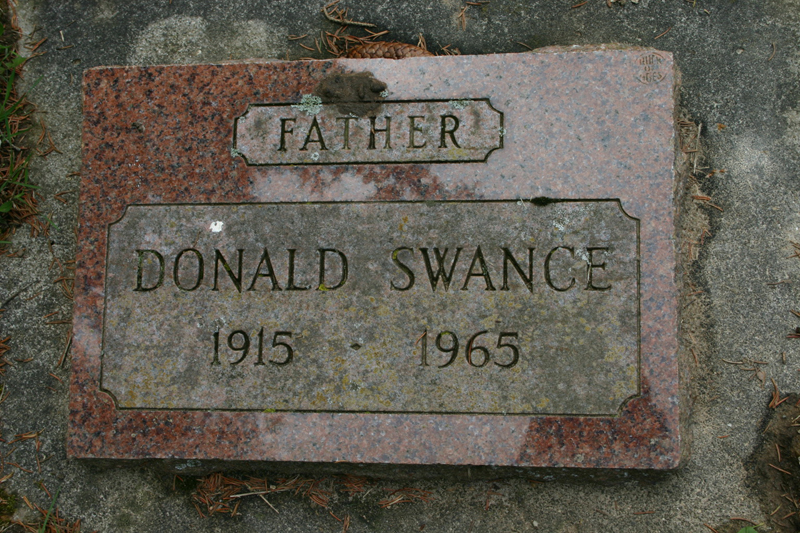 FATHER
DONALD SWANCE
1915 · 1965